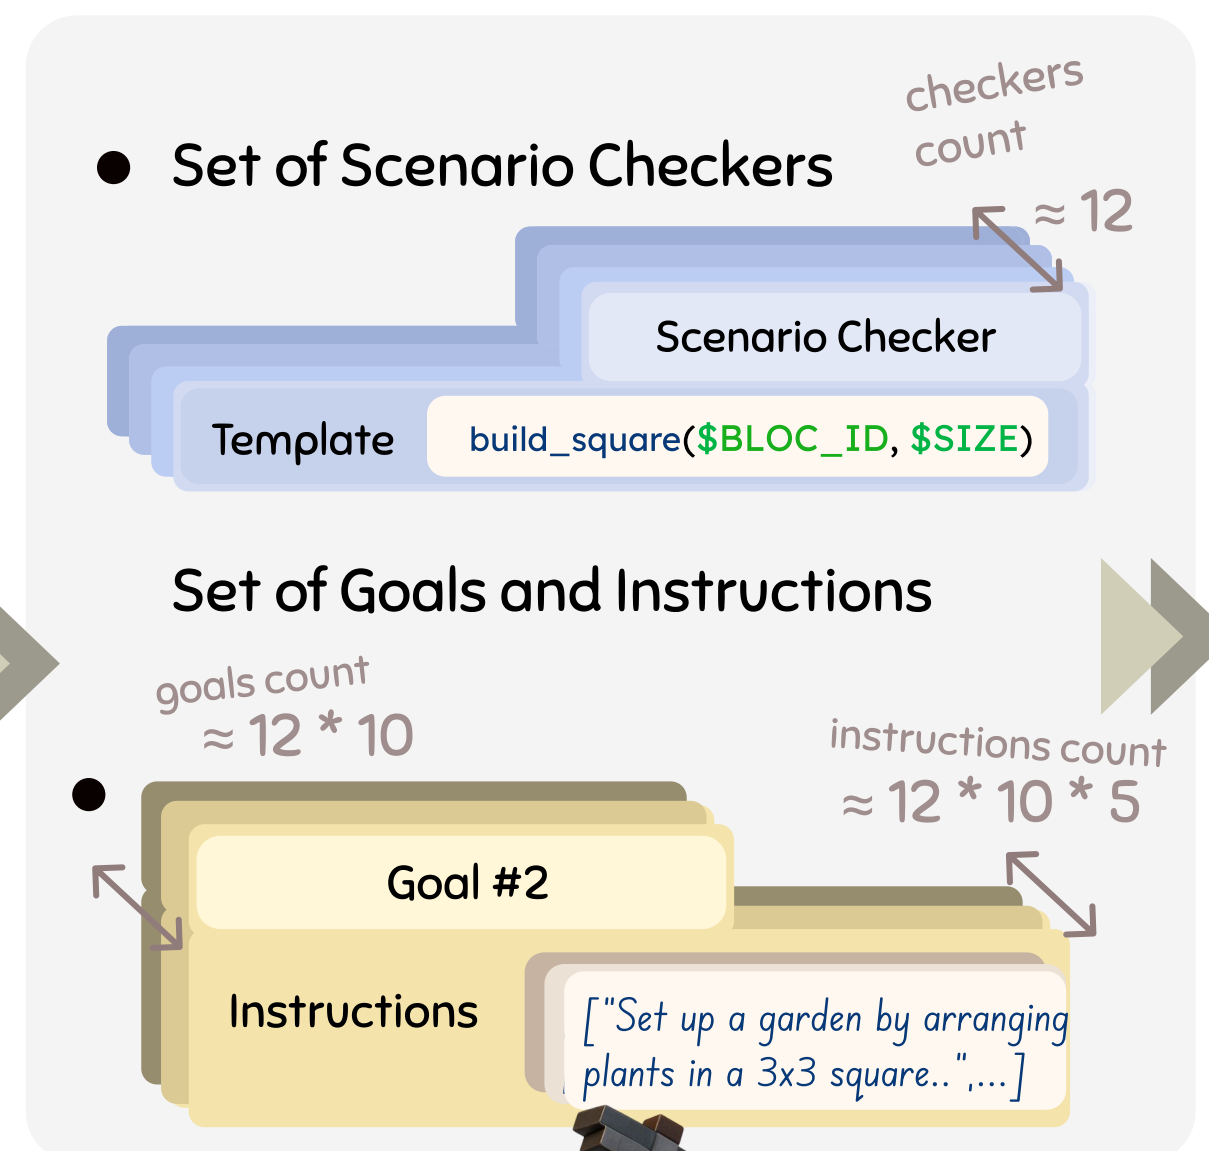 checkers
count
≈ 12
Set of Scenario Checkers
Scenario Checker
Template
build_square($BLOC_ID, $SIZE)
Set of Goals and Instructions
goals count
≈ 12 * 10
instructions count
≈ 12 * 10 * 5
Goal #2
Instructions
["Set up a garden by arranging
plants in a 3x3 square..",...]